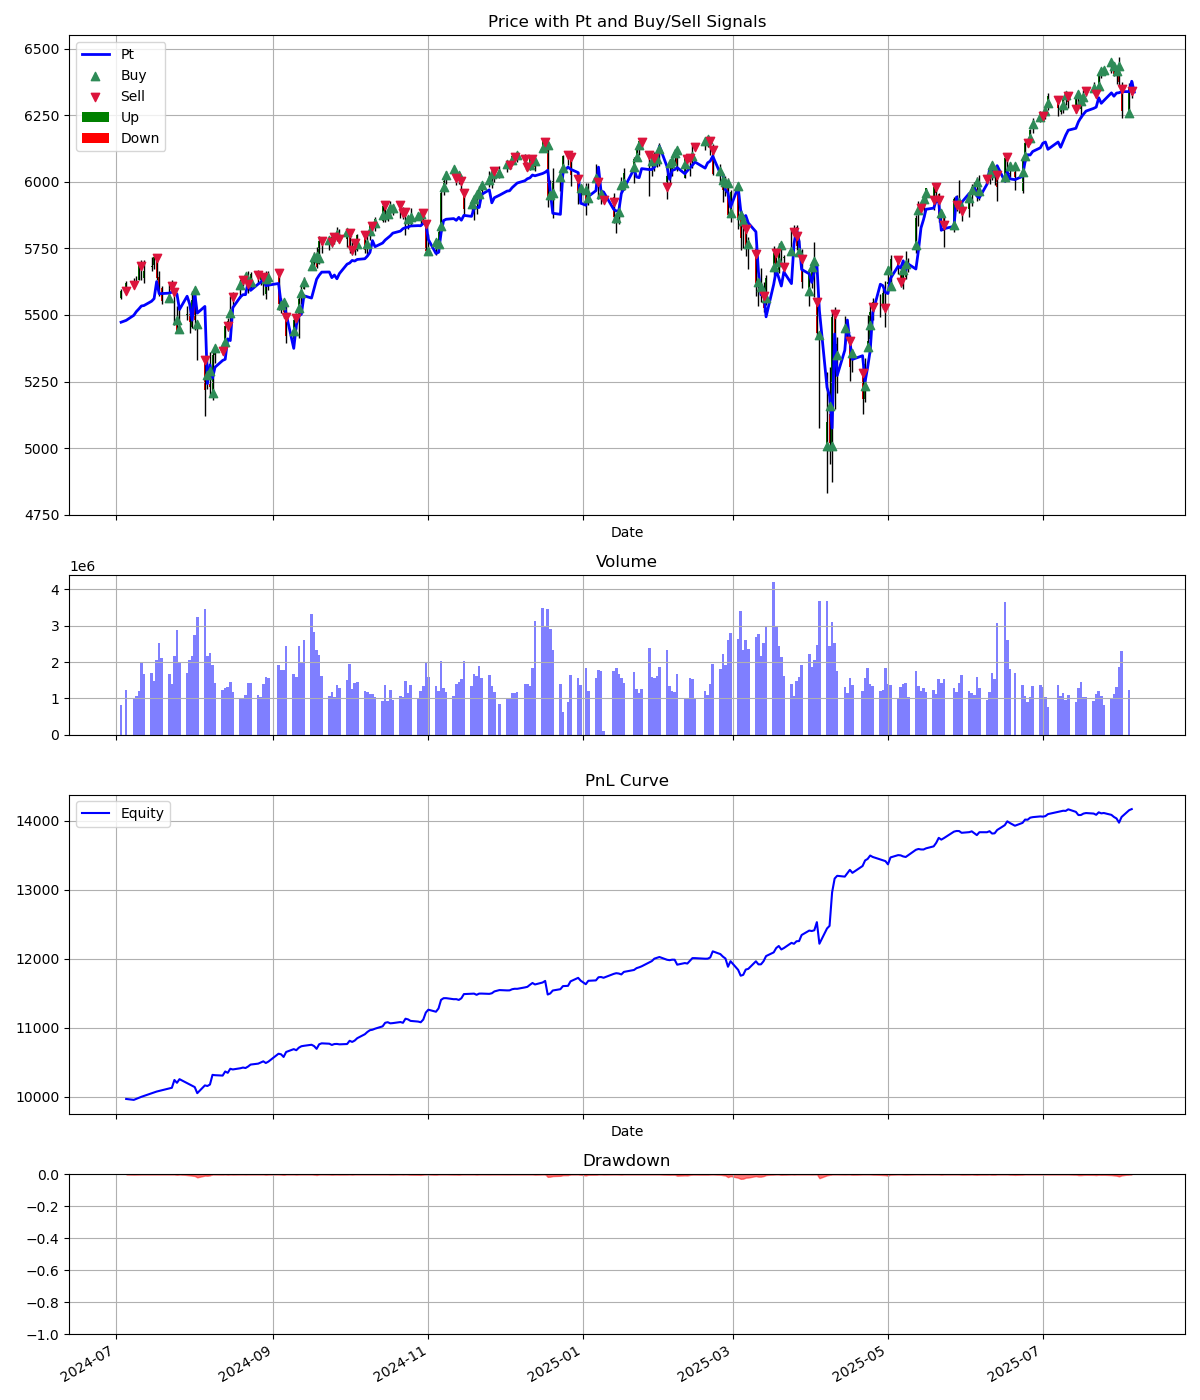 Price with Pt and Buy/Sell Signals
6500
6250
6000
5750
5500
5250
5000
4750
Pt
Buy
Sell
Up
Down
Date
Volume
1e6
4
3
2
1
0
PnL Curve
14000
13000
12000
11000
10000
Equity
Date
Drawdown
0.0
−0.2
−0.4
−0.6
−0.8
−1.0
2024-07
2024-09
2024-11
2025-01
2025-03
2025-05
2025-07